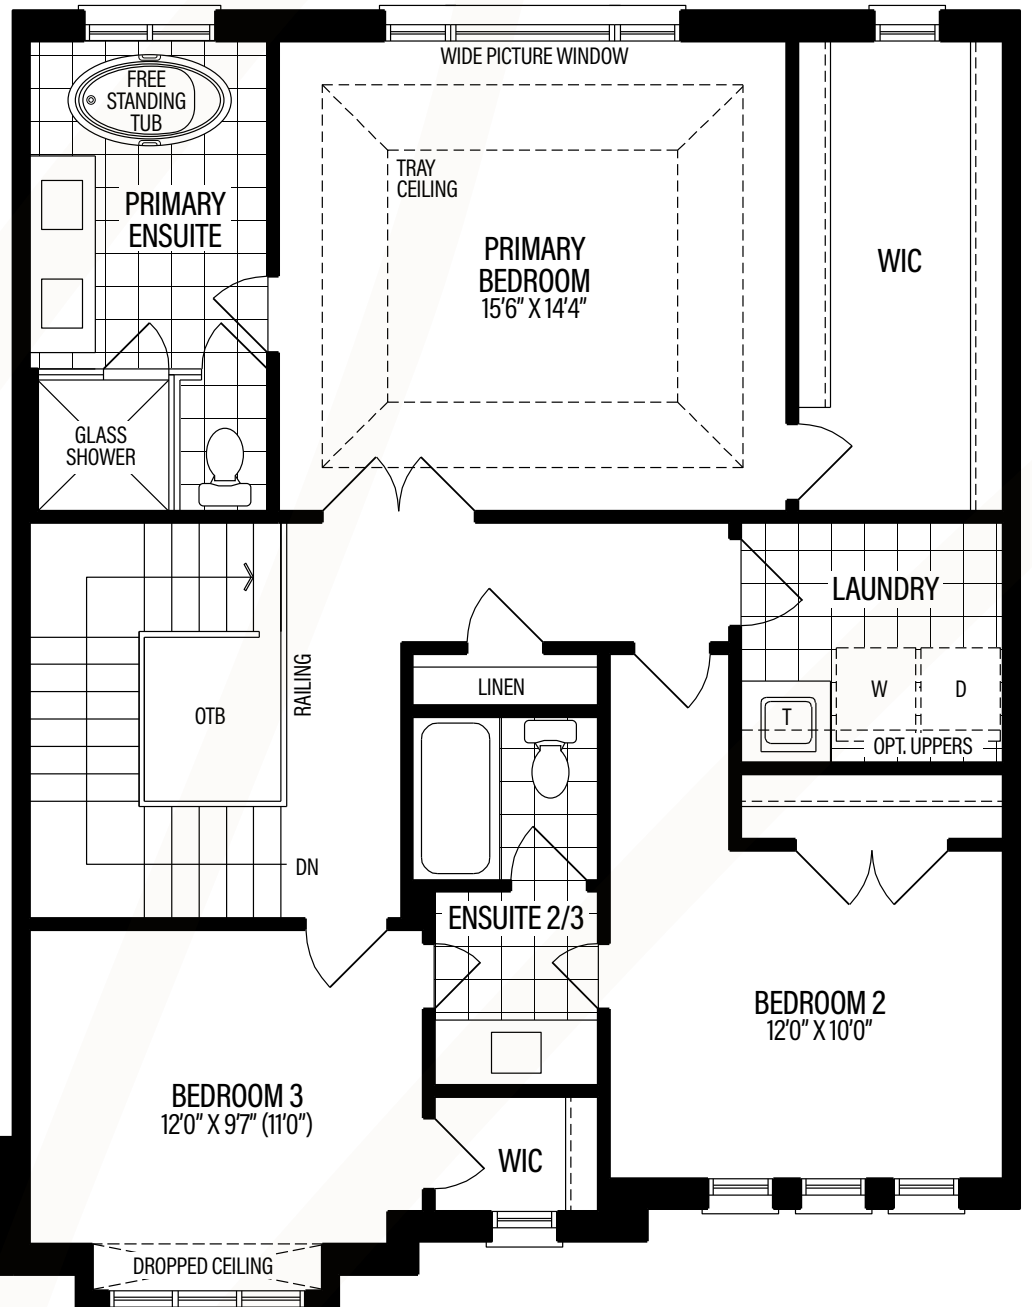 WIDE PICTURE WINDOW
FREE
STANDING
TUB
TRAY
CEILING
PRIMARY
ENSUITE
PRIMARY
BEDROOM
15'6" X 14'4"
WIC
GLASS
SHOWER
LAUNDRY
RAILING
LINEN
W
D
OTB
T
OPT. UPPERS
DN
ENSUITE 2/3
BEDROOM 2
12'0" X 10'0"
BEDROOM 3
12'0" X 9'7" (11'0")
WIC
DROPPED CEILING